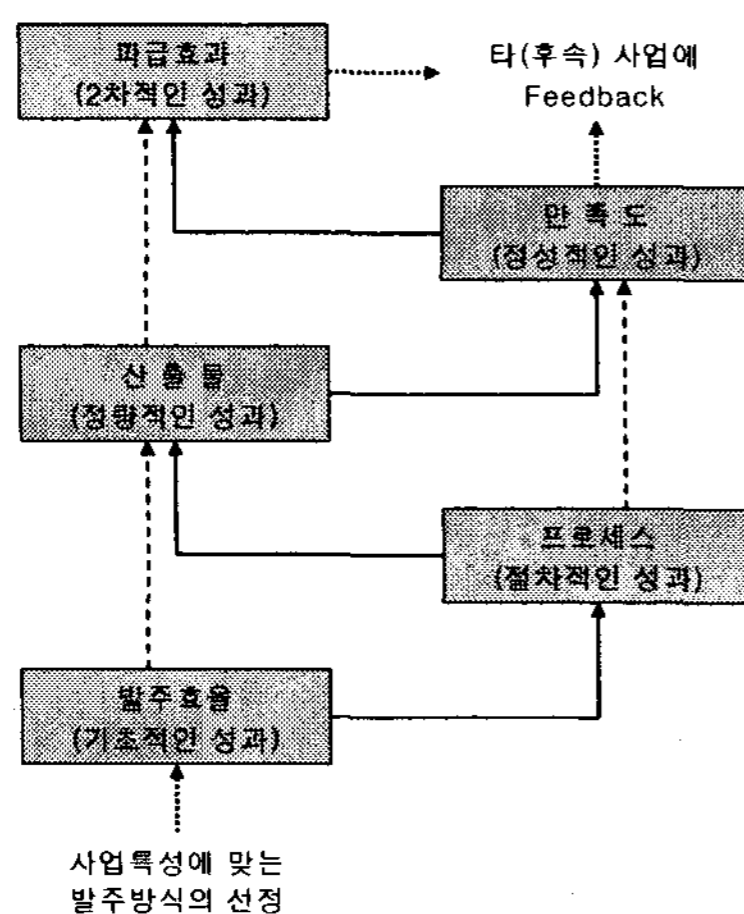 파급효과
(2차적인 성과)
타(후속) 사업에
Feedback
만 족 도
(정성적인 성과)
산 출 물
(정량적인 성과)
프로세스
(절차적인 성과)
발주효율
(기초적인 성과)
사업특성에 맞는
발주방식의 선정